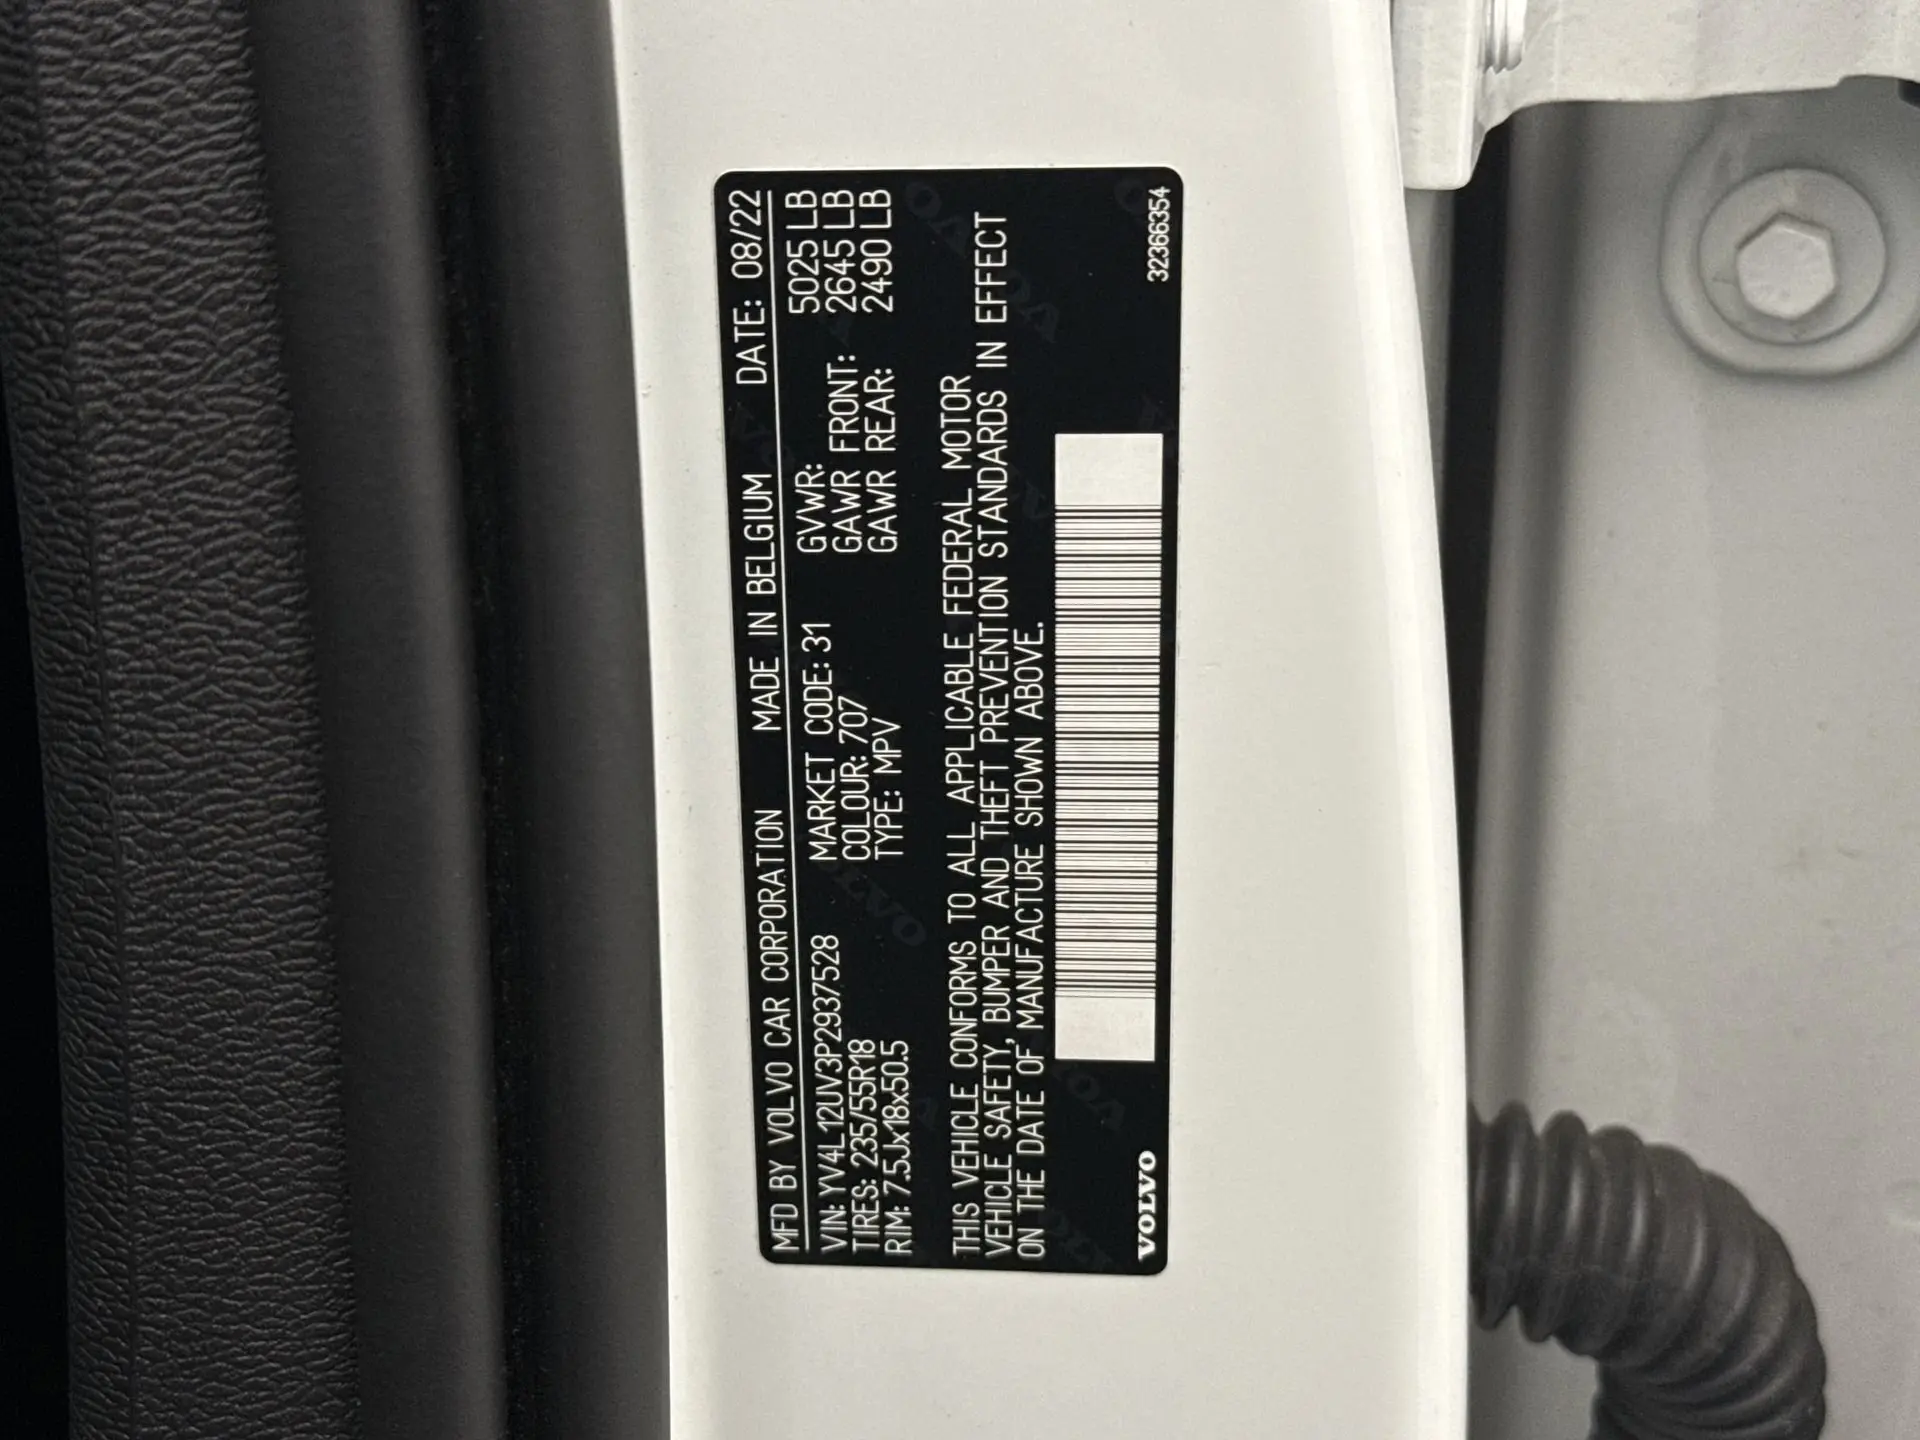 MFD BY VOLVO CAR CORPORATION MADE IN BELGIUM DATE: 08/22
VIN: YV4L12UV3P2937528 MARKET CODE: 31 GVWR: 5025 LB
TIRES: 235/55R18 COLOUR: 707 GAWR FRONT: 2645 LB
RIM: 7.5Jx18x50.5 TYPE: MPV GAWR REAR: 2490 LB
THIS VEHICLE CONFORMS TO ALL APPLICABLE FEDERAL MOTOR
VEHICLE SAFETY, BUMPER AND THEFT PREVENTION STANDARDS IN EFFECT
ON THE DATE OF MANUFACTURE SHOWN ABOVE.
VOLVO 32366354